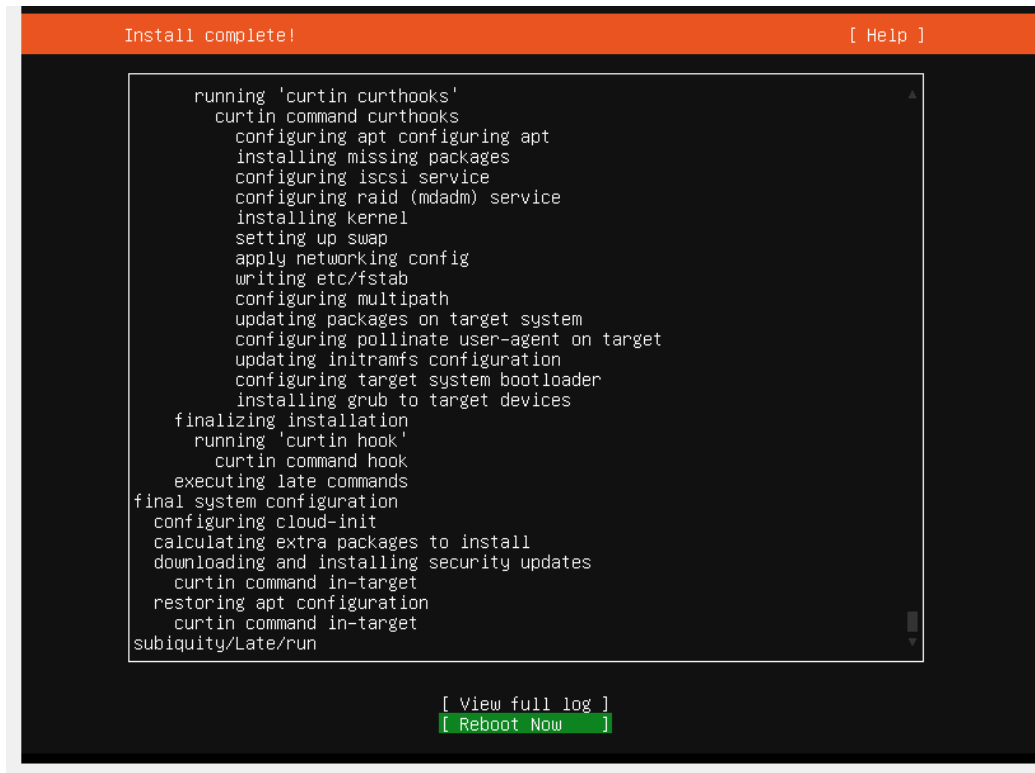 Install complete! [ Help ]
running 'curtin curthooks'
curtin command curthooks
configuring apt configuring apt
installing missing packages
configuring iscsi service
configuring raid (mdadm) service
installing kernel
setting up swap
apply networking config
writing etc/fstab
configuring multipath
updating packages on target system
configuring pollinate user-agent on target
updating initramfs configuration
configuring target system bootloader
installing grub to target devices
finalizing installation
running 'curtin hook'
curtin command hook
executing late commands
final system configuration
configuring cloud-init
calculating extra packages to install
downloading and installing security updates
curtin command in-target
restoring apt configuration
curtin command in-target
subiquity/Late/run
[ View full log ]
[ Reboot Now ]